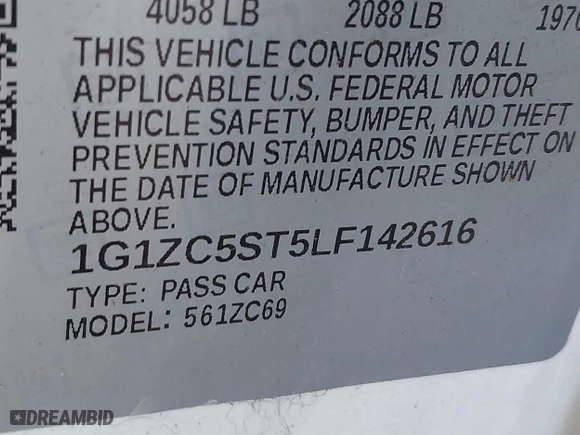 4058 LB 2088 LB
THIS VEHICLE CONFORMS TO ALL
APPLICABLE U.S. FEDERAL MOTOR
VEHICLE SAFETY, BUMPER, AND THEFT
PREVENTION STANDARDS IN EFFECT ON
THE DATE OF MANUFACTURE SHOWN
ABOVE.
1G1ZC5ST5LF142616
TYPE: PASS CAR
MODEL: 561ZC69
DREAMBID